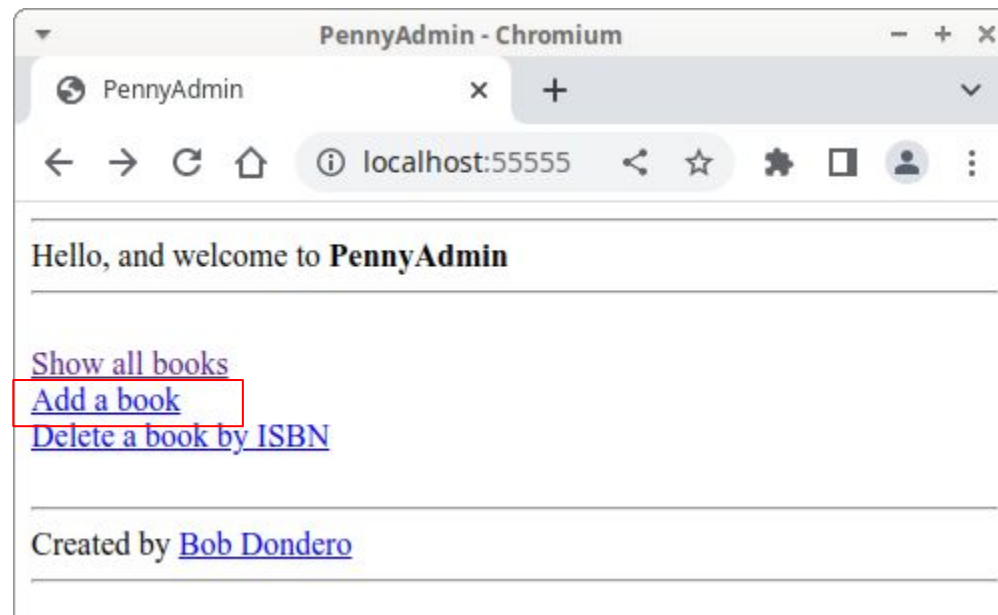 PennyAdmin - Chromium
PennyAdmin
localhost:55555
Hello, and welcome to PennyAdmin
Show all books
Add a book
Delete a book by ISBN
Created by Bob Dondero